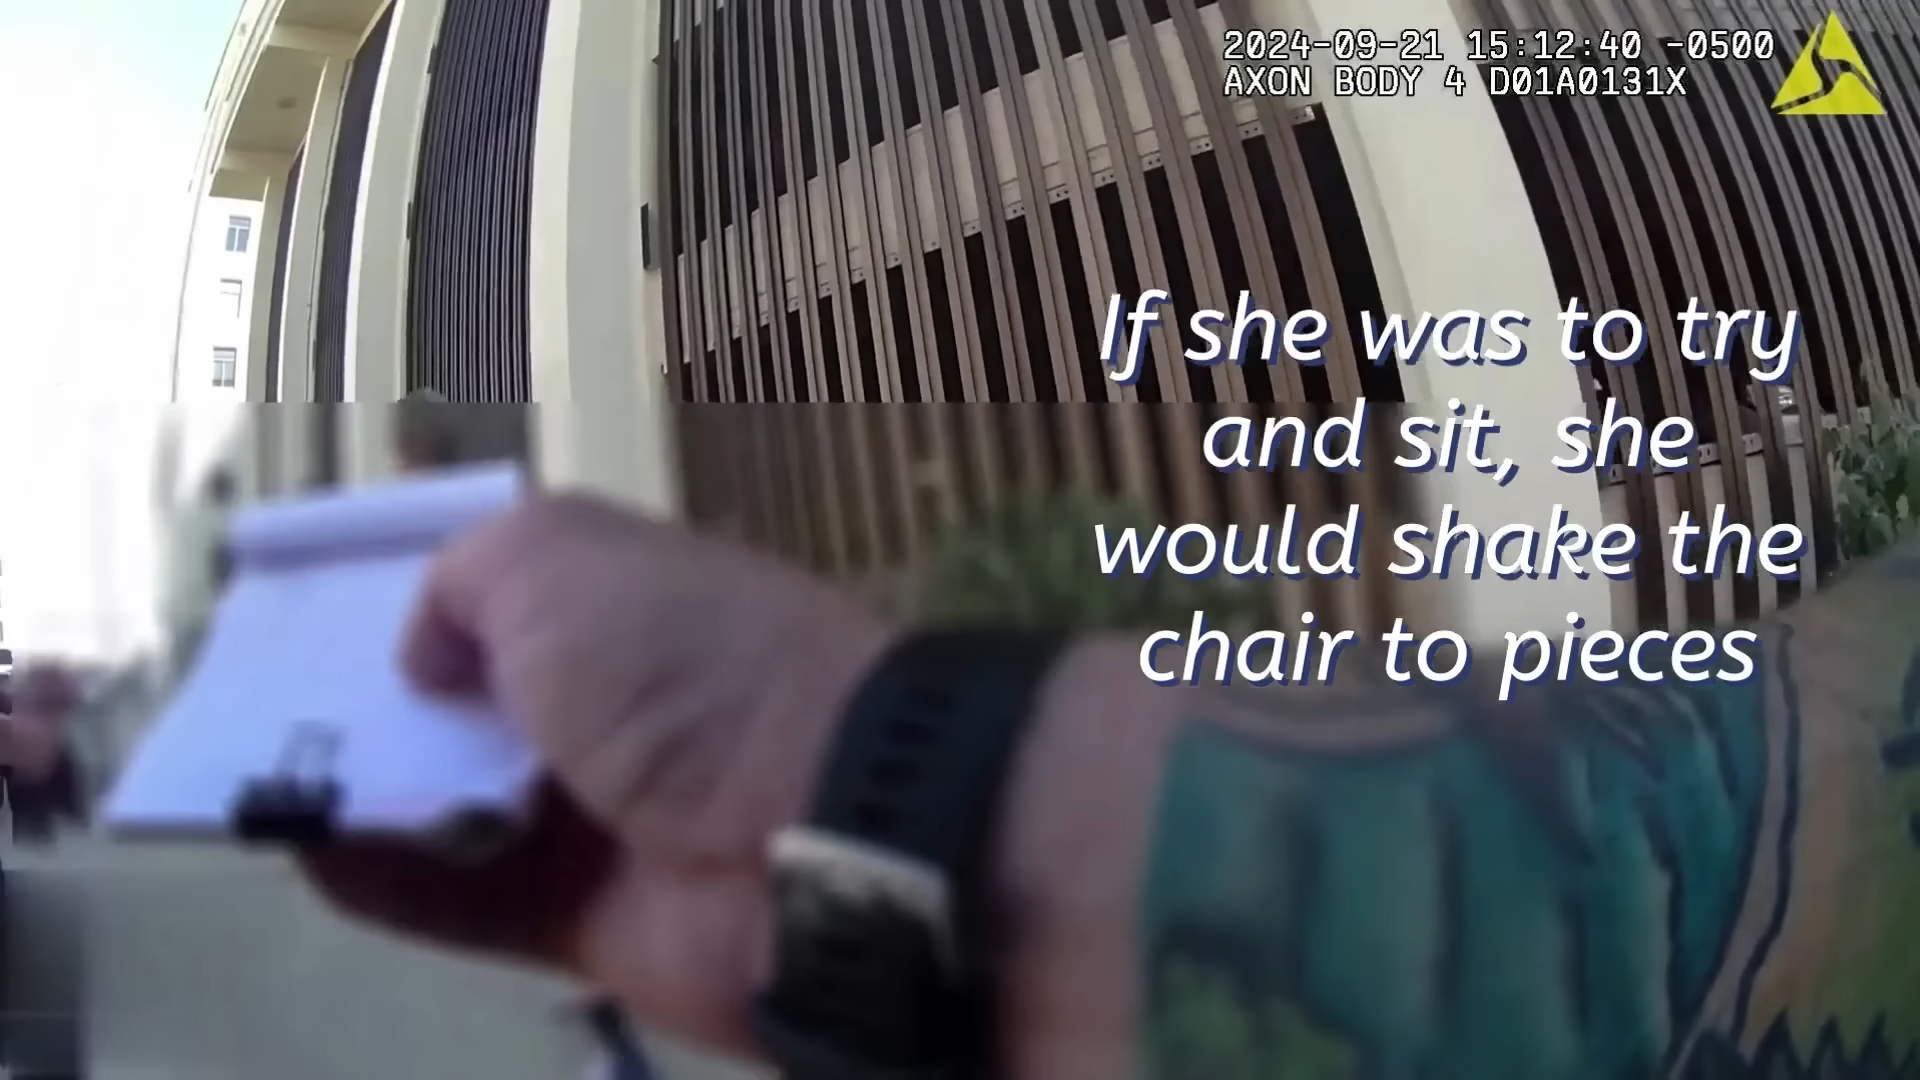 2024-09-21 15:12:40 -0500
AXON BODY 4 D01A0131X
If she was to try
and sit, she
would shake the
chair to pieces